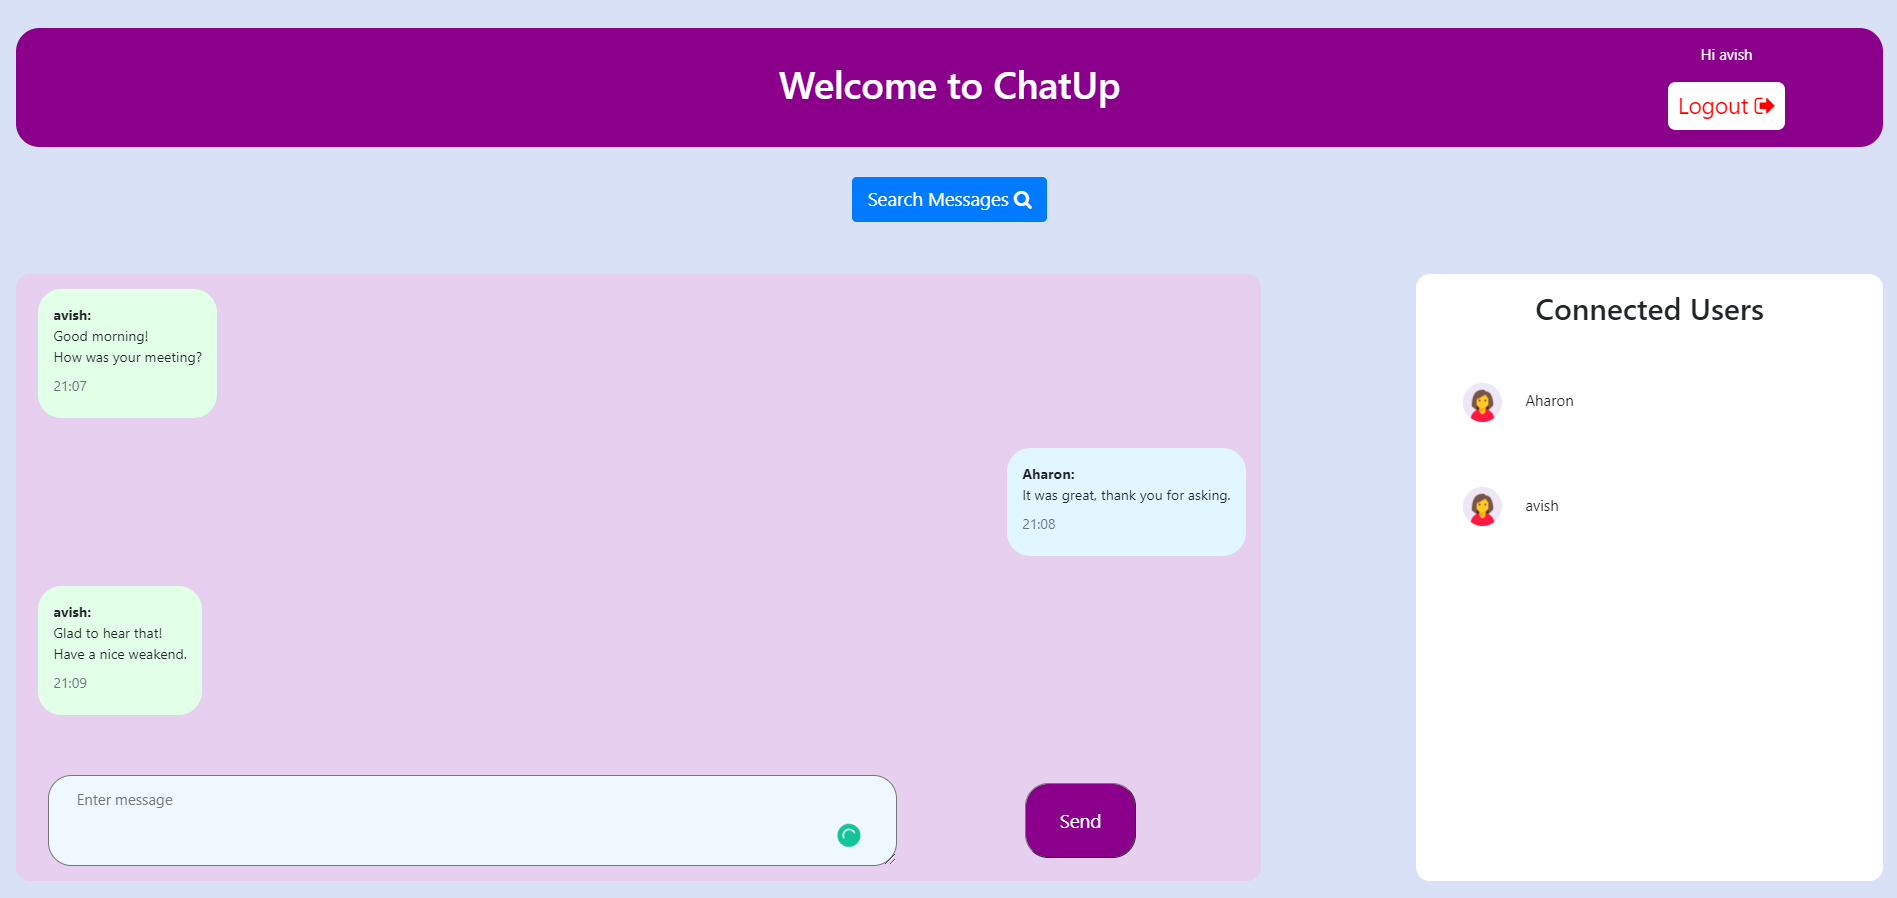 Hi avish
Welcome to ChatUp
Logout
Search Messages
avish:
Good morning!
How was your meeting?
21:07
Aharon:
It was great, thank you for asking.
21:08
avish:
Glad to hear that!
Have a nice weakend.
21:09
Enter message
Send
Connected Users
Aharon
avish